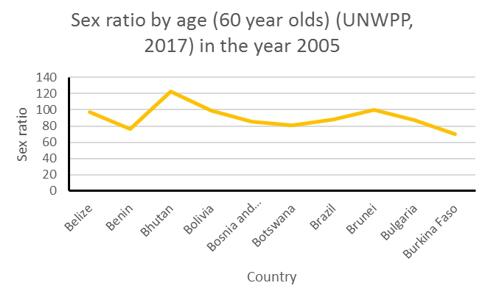 Sex ratio by age (60 year olds) (UNWPP,
2017) in the year 2005
140
120
100
80
60
40
20
0
Sex ratio
Belize
Benin
Bhutan
Bolivia
Bosnia and...
Botswana
Brazil
Brunei
Bulgaria
Burkina Faso
Country